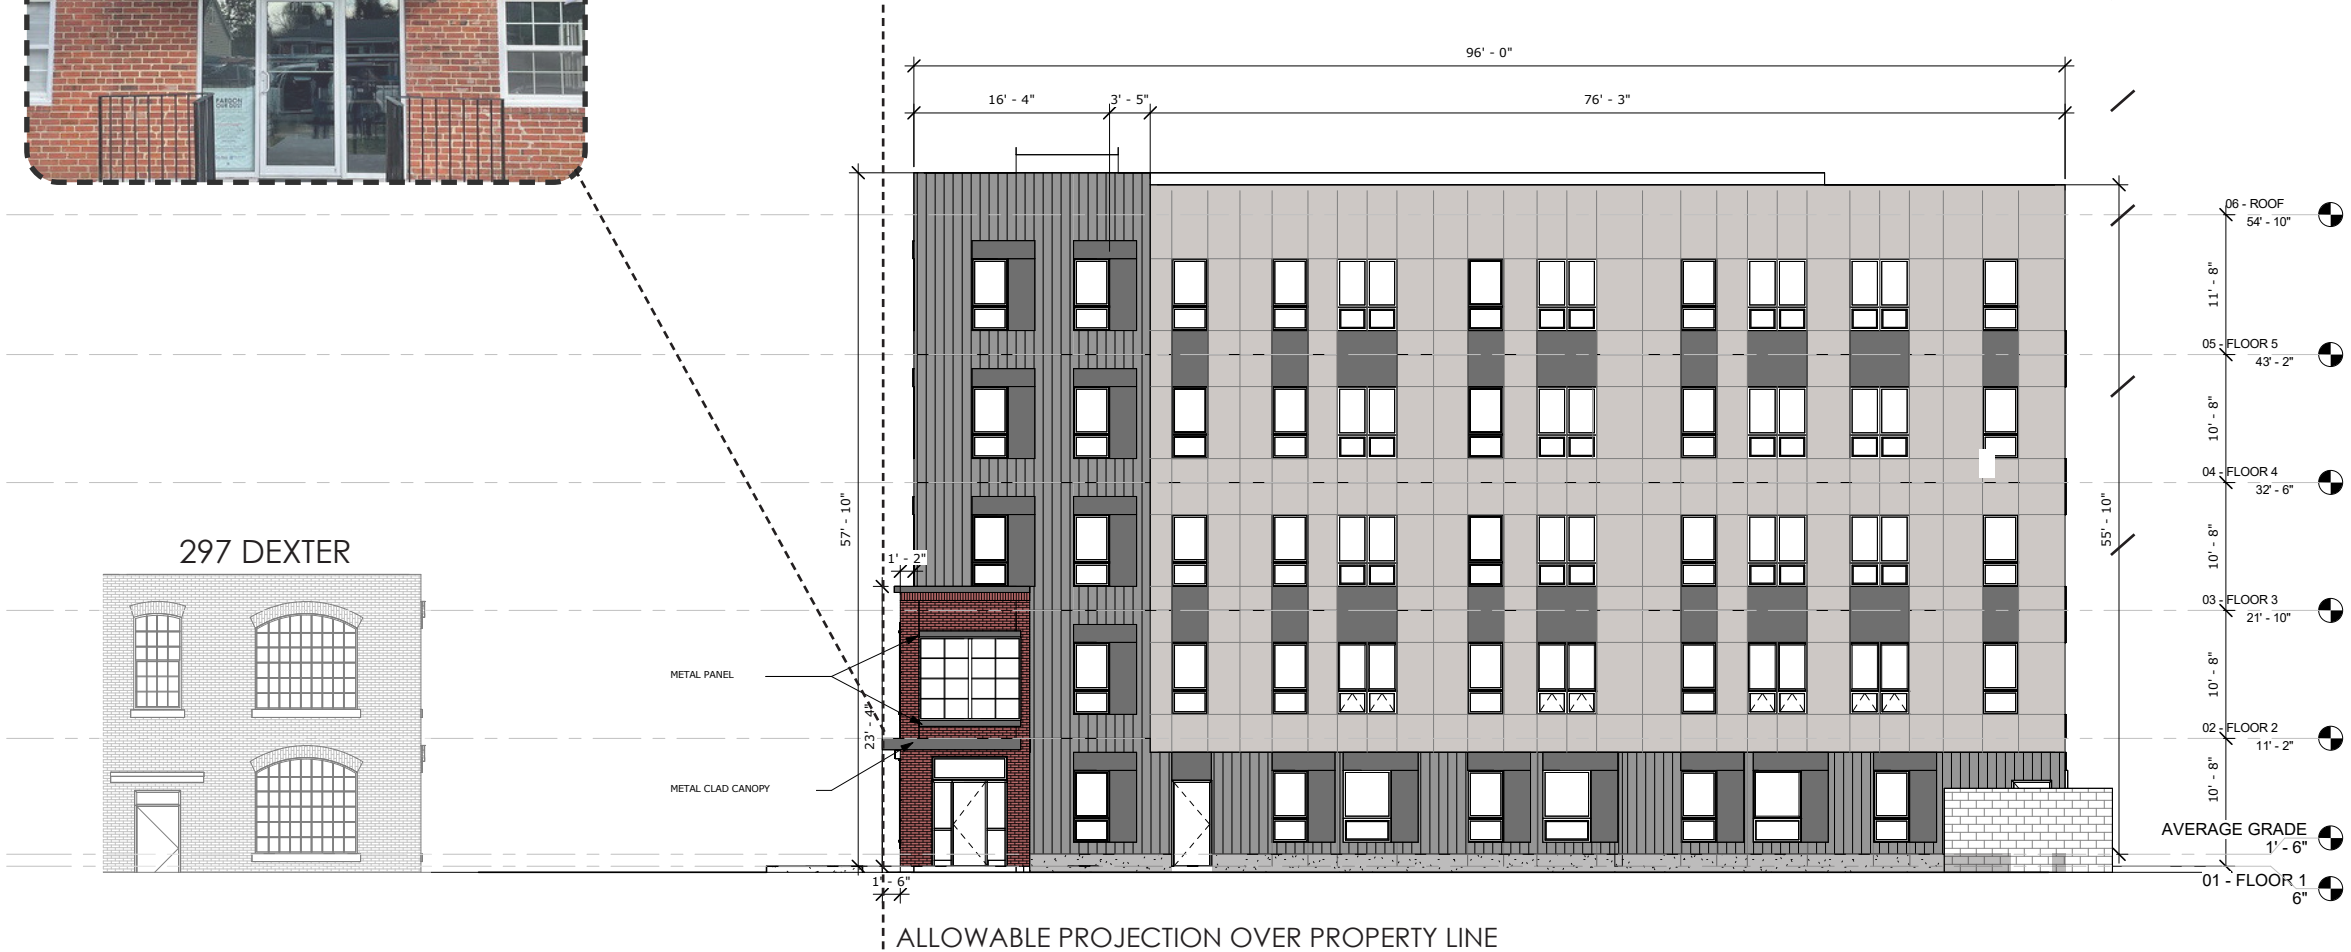 PARDON
OUR DUST
96' - 0"
16' - 4"
3' - 5"
76' - 3"
06 - ROOF
54' - 10"
11' - 8"
05 - FLOOR 5
43' - 2"
10' - 8"
04 - FLOOR 4
32' - 6"
57' - 10"
55' - 10"
10' - 8"
297 DEXTER
1' - 2"
03 - FLOOR 3
21' - 10"
METAL PANEL
10' - 8"
23' - 4"
02 - FLOOR 2
11' - 2"
METAL CLAD CANOPY
10' - 8"
AVERAGE GRADE
1' - 6"
01 - FLOOR 1
6"
1' - 6"
ALLOWABLE PROJECTION OVER PROPERTY LINE